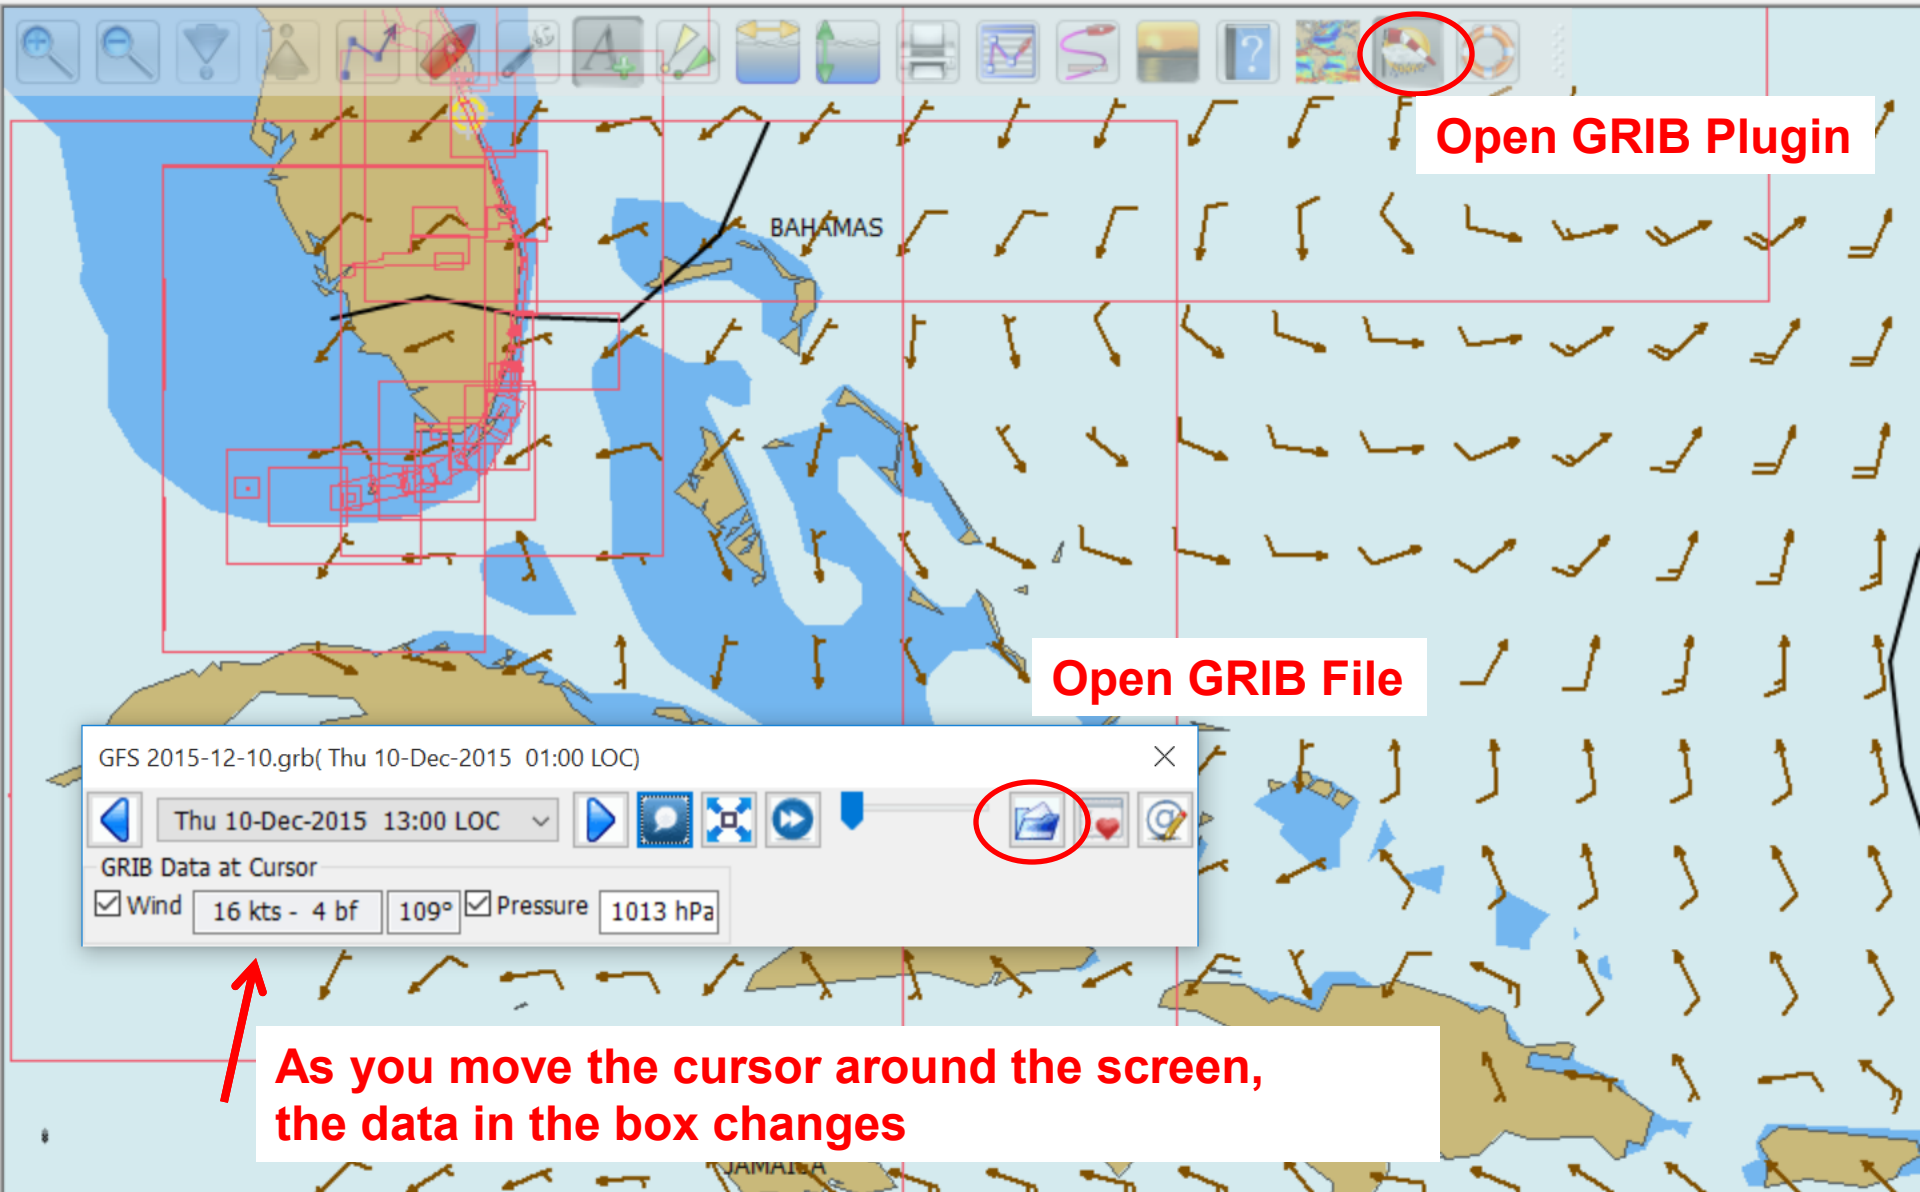 Open GRIB Plugin
BAHAMAS
Open GRIB File
GFS 2015-12-10.grb( Thu 10-Dec-2015 01:00 LOC)
Thu 10-Dec-2015 13:00 LOC
GRIB Data at Cursor
Wind 16 kts - 4 bf 109° Pressure 1013 hPa
As you move the cursor around the screen,
the data in the box changes
JAMAICA